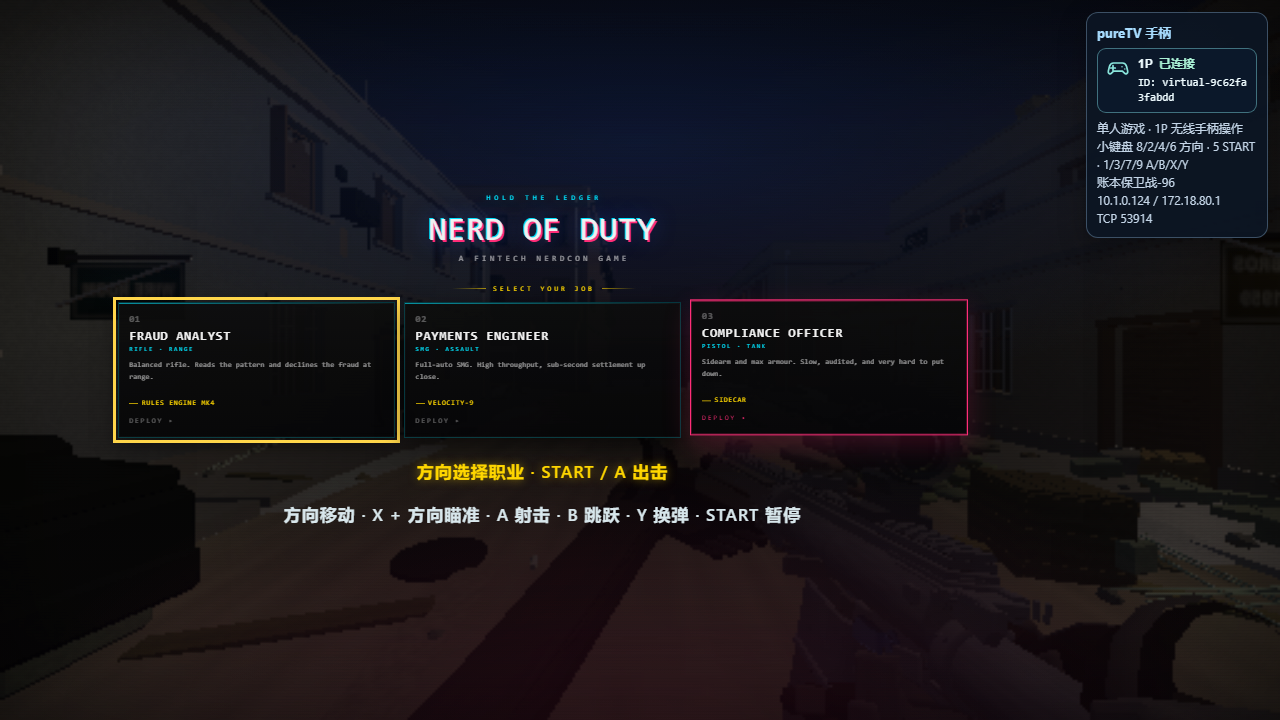 pureTV 手柄
1P 已连接
ID: virtual-9c62fa
3fabdd
单人游戏 · 1P 无线手柄操作
小键盘 8/2/4/6 方向 · 5 START
· 1/3/7/9 A/B/X/Y
账本保卫战-96
10.1.0.124 / 172.18.80.1
TCP 53914
HOLD THE LEDGER
NERD OF DUTY
A FINTECH NERDCON GAME
SELECT YOUR JOB
01
FRAUD ANALYST
RIFLE · RANGE
Balanced rifle. Reads the pattern and declines the fraud at
range.
— RULES ENGINE MK4
DEPLOY ▸
02
PAYMENTS ENGINEER
SMG · ASSAULT
Full-auto SMG. High throughput, sub-second settlement up
close.
— VELOCITY-9
DEPLOY ▸
03
COMPLIANCE OFFICER
PISTOL · TANK
Sidearm and max armour. Slow, audited, and very hard to put
down.
— SIDECAR
DEPLOY ▸
方向选择职业 · START / A 出击
方向移动 · X + 方向瞄准 · A 射击 · B 跳跃 · Y 换弹 · START 暂停